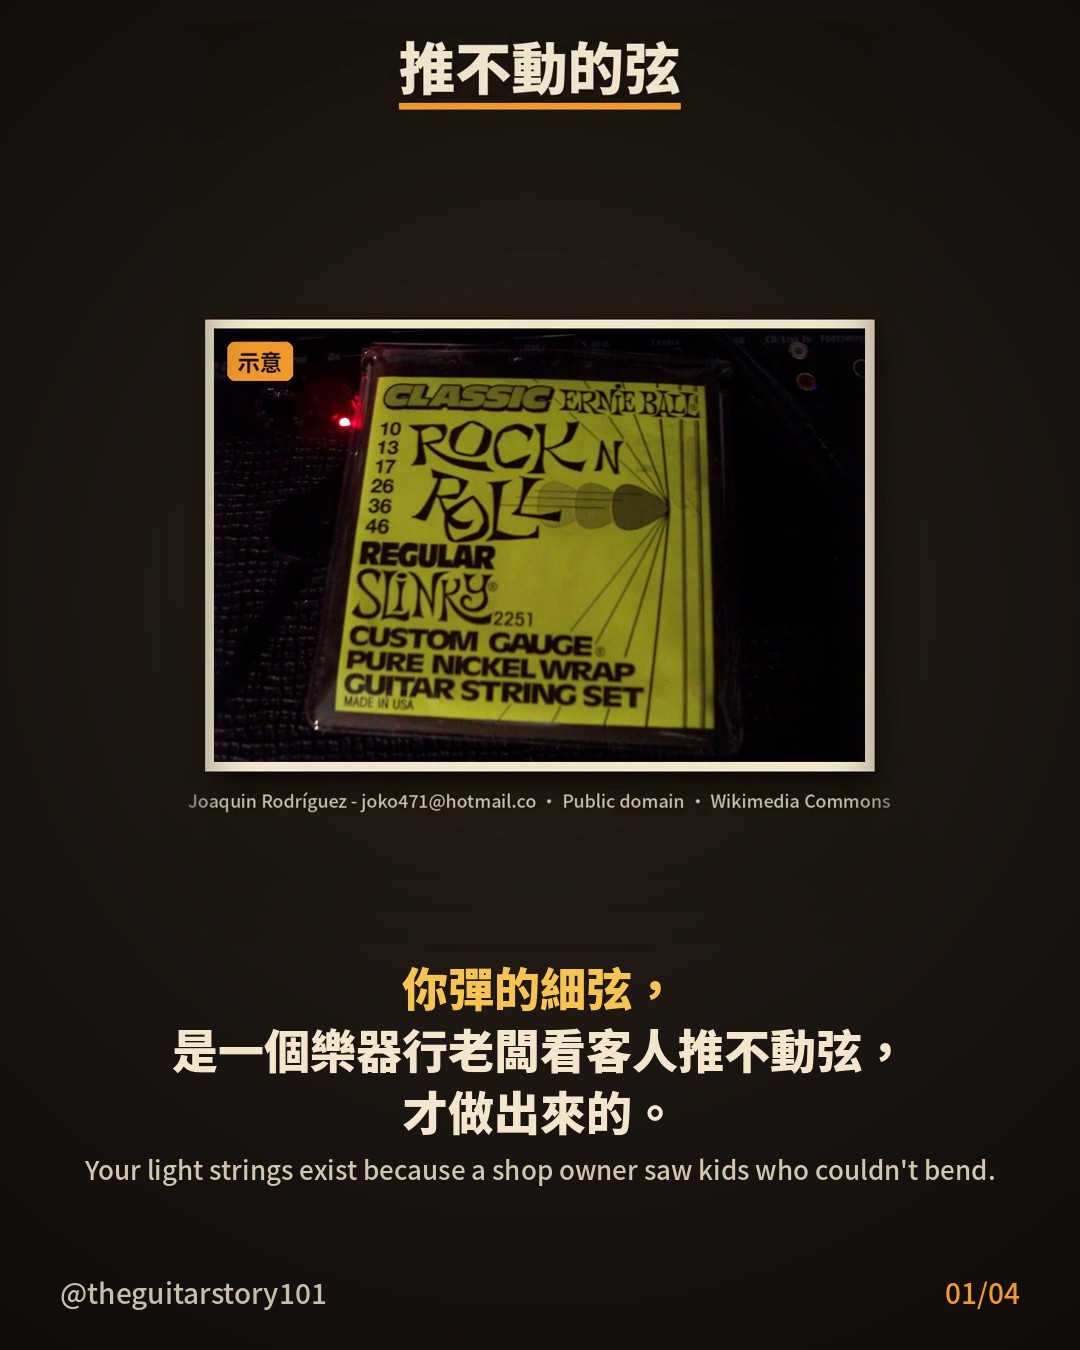 推不動的弦
示意
CLASSIC ERNIE BALL
10
13
17
26
36
46
ROCK N
ROLL
REGULAR
SLINKY®
2251
CUSTOM GAUGE®
PURE NICKEL WRAP
GUITAR STRING SET
MADE IN USA
Joaquin Rodríguez - joko471@hotmail.co • Public domain • Wikimedia Commons
你彈的細弦，
是一個樂器行老闆看客人推不動弦，
才做出來的。
Your light strings exist because a shop owner saw kids who couldn't bend.
@theguitarstory101
01/04